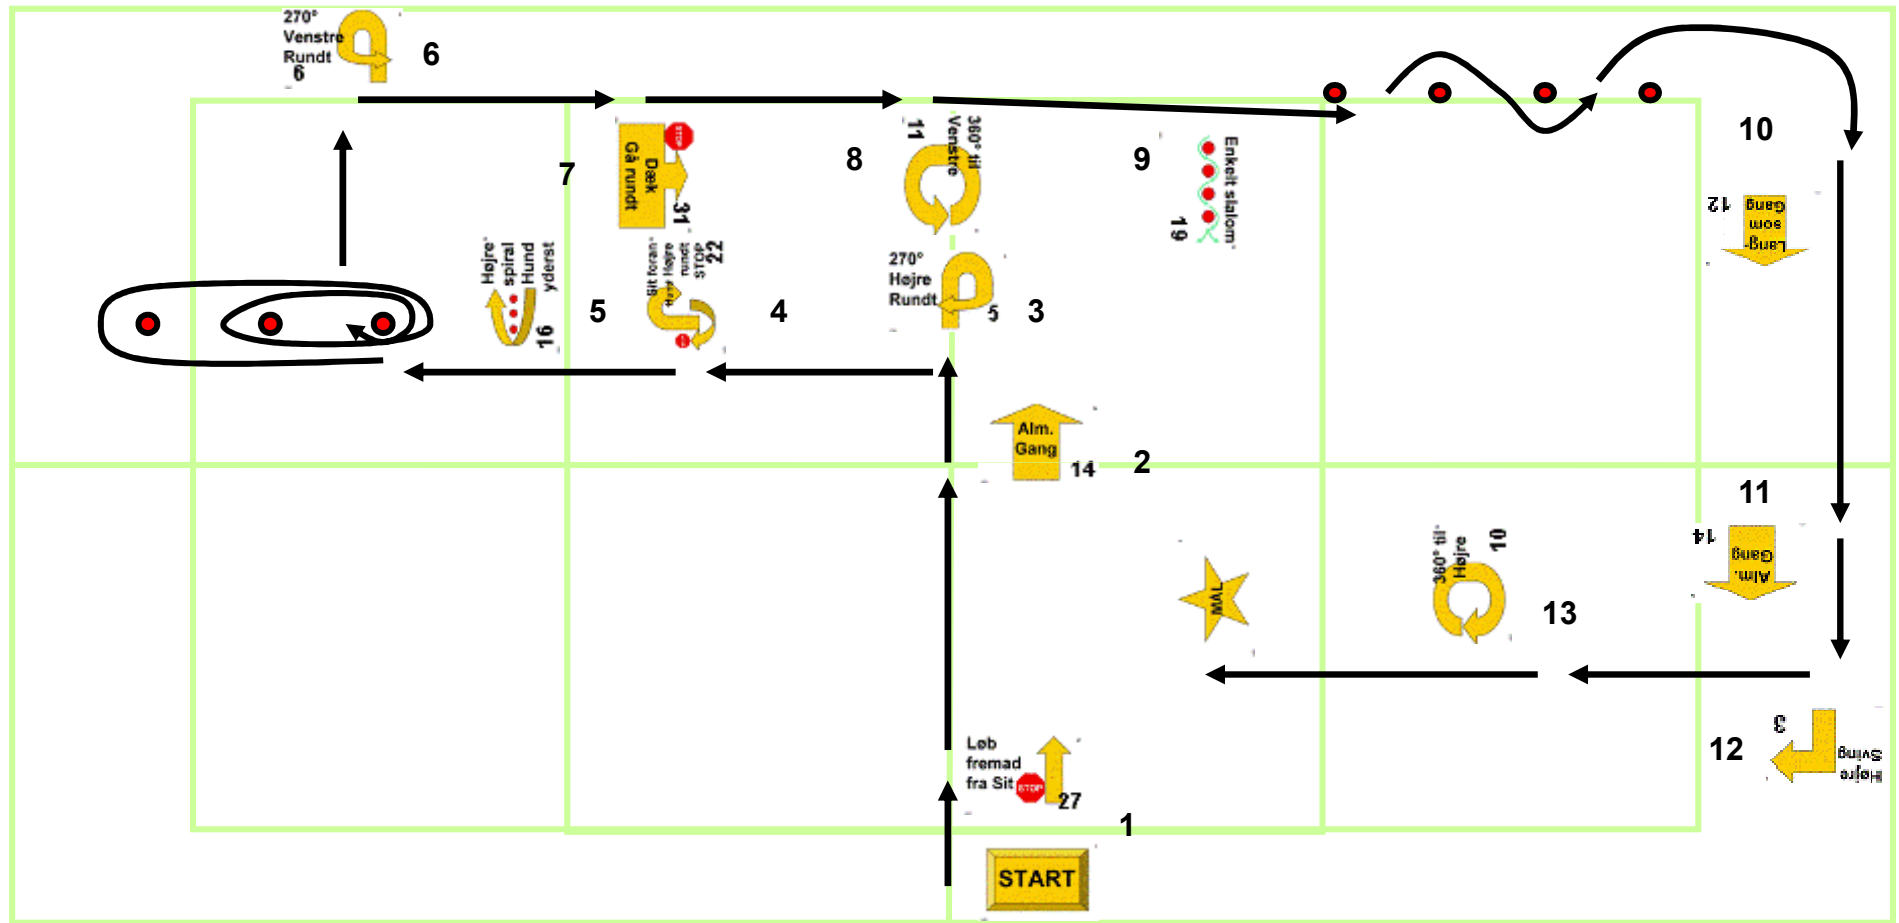 270°
Venstre
Rundt
6
6
7
STOP
Dæk
Gå rundt
31
8
360° til
Venstre
11
9
Enkelt slalom
19
10
Lang-
som
Gang
12
Højre
spiral
Hund
yderst
16
5
Sit foran
Hund Højre
rundt
STOP
22
4
270°
Højre
Rundt
5
3
Alm.
Gang
14
2
11
Alm.
Gang
14
360° til
Højre
10
13
MÅL
12
Højre
Sving
3
Løb
fremad
fra Sit
STOP
27
1
START